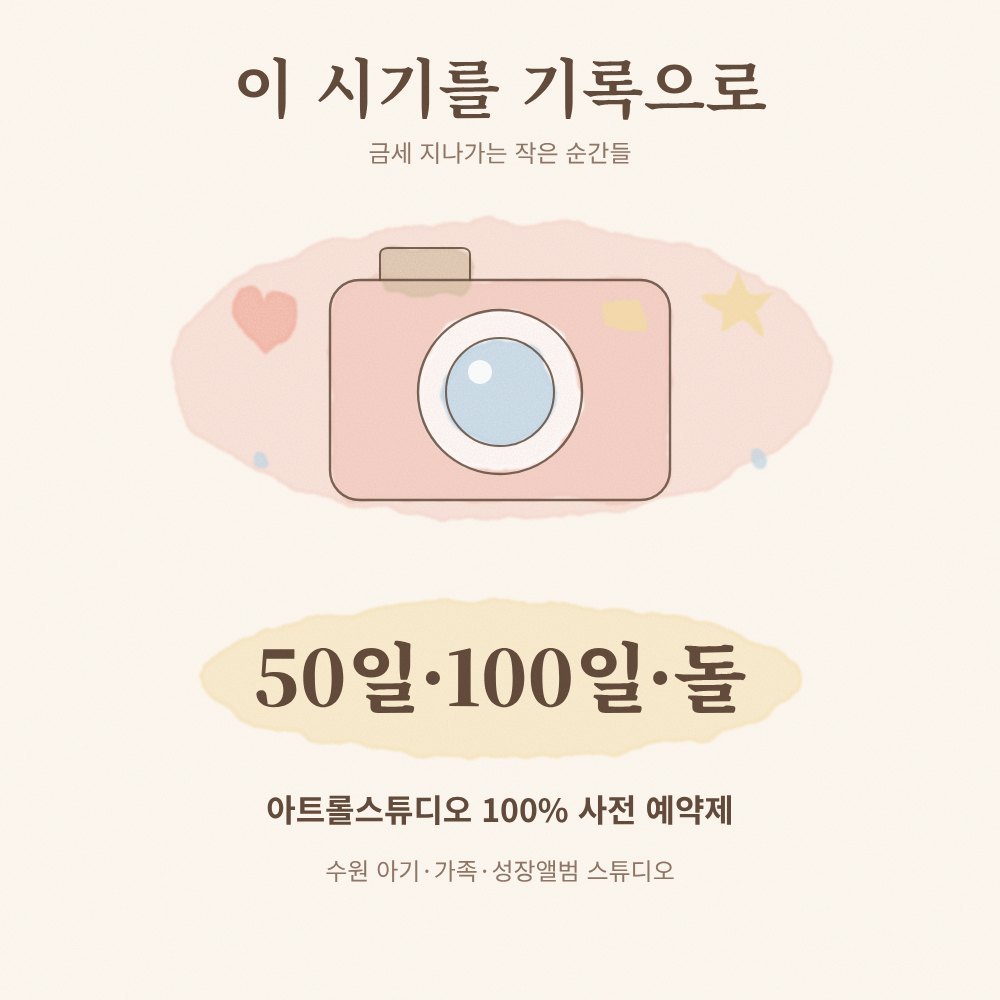 이 시기를 기록으로
금세 지나가는 작은 순간들
50일·100일·돌
아트롤스튜디오 100% 사전 예약제
수원 아기·가족·성장앨범 스튜디오